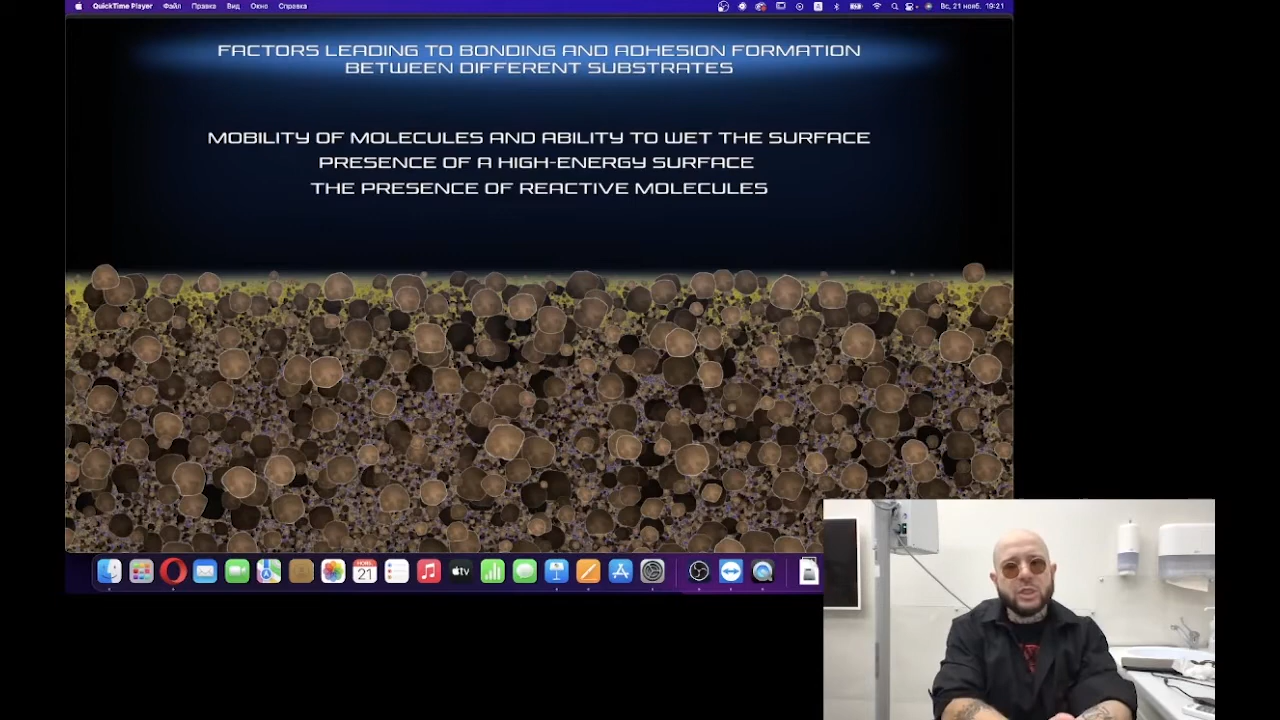 QuickTime Player Файл Правка Вид Окно Справка Вс, 21 нояб. 19:21
FACTORS LEADING TO BONDING AND ADHESION FORMATION
BETWEEN DIFFERENT SUBSTRATES
MOBILITY OF MOLECULES AND ABILITY TO WET THE SURFACE
PRESENCE OF A HIGH-ENERGY SURFACE
THE PRESENCE OF REACTIVE MOLECULES
НОЯБ.
21
tv